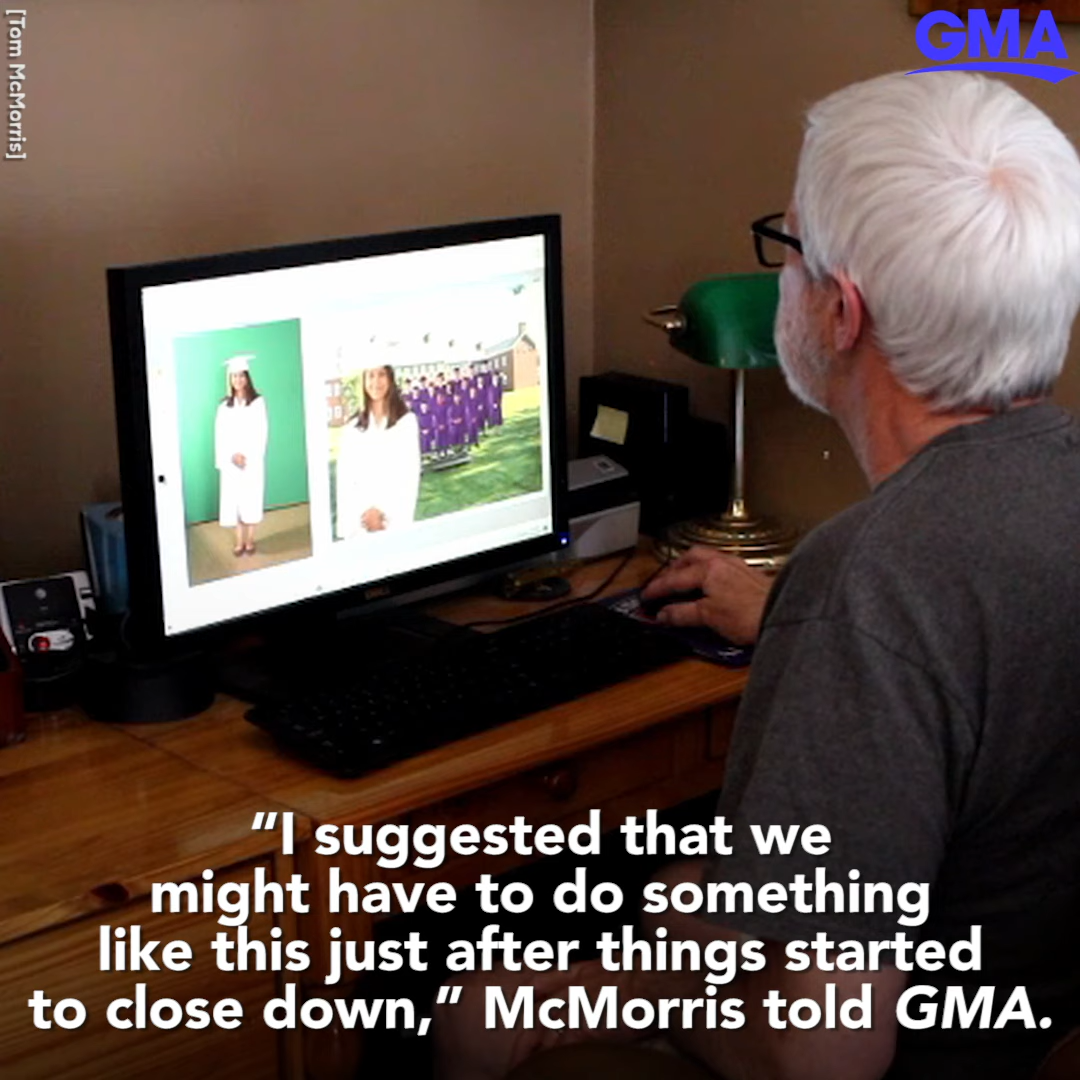 [Tom McMorris]
GMA
"I suggested that we
might have to do something
like this just after things started
to close down," McMorris told GMA.